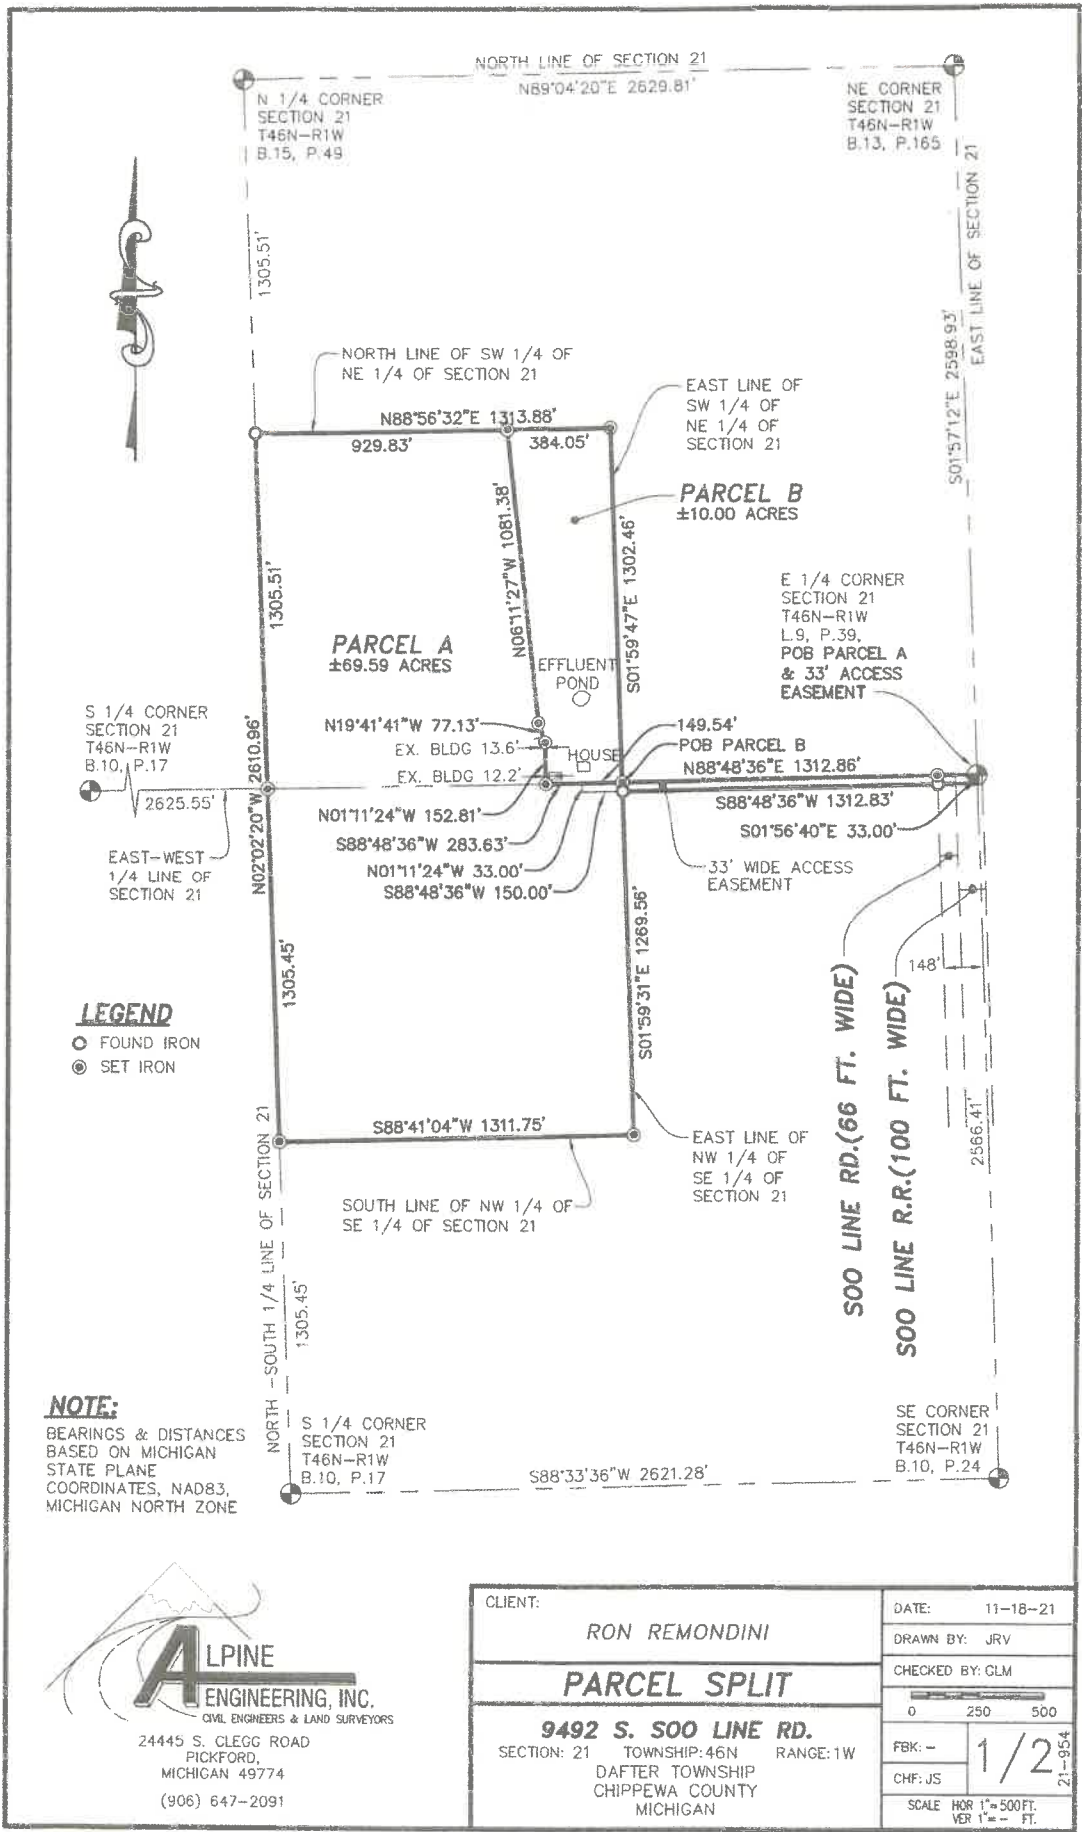 NORTH LINE OF SECTION 21
N89°04'20"E 2629.81'
N 1/4 CORNER
SECTION 21
T46N-R1W
B.15, P.49
NE CORNER
SECTION 21
T46N-R1W
B.13, P.165
EAST LINE OF SECTION 21
S01°57'12"E 2598.93'
1305.51'
NORTH LINE OF SW 1/4 OF
NE 1/4 OF SECTION 21
N88°56'32"E 1313.88'
929.83'
384.05'
EAST LINE OF
SW 1/4 OF
NE 1/4 OF
SECTION 21
PARCEL B
±10.00 ACRES
N06°11'27"W 1081.38'
S01°59'47"E 1302.46'
1305.51'
PARCEL A
±69.59 ACRES
EFFLUENT
POND
E 1/4 CORNER
SECTION 21
T46N-R1W
L.9, P.39,
POB PARCEL A
& 33' ACCESS
EASEMENT
S 1/4 CORNER
SECTION 21
T46N-R1W
B.10, P.17
2625.55'
N02°02'20"W 2610.96'
N19°41'41"W 77.13'
EX. BLDG 13.6'
HOUSE
EX. BLDG 12.2'
149.54'
POB PARCEL B
N88°48'36"E 1312.86'
S88°48'36"W 1312.83'
S01°56'40"E 33.00'
N01°11'24"W 152.81'
S88°48'36"W 283.63'
N01°11'24"W 33.00'
S88°48'36"W 150.00'
33' WIDE ACCESS
EASEMENT
EAST-WEST
1/4 LINE OF
SECTION 21
1305.45'
S01°59'31"E 1269.56'
148'
SOO LINE RD.(66 FT. WIDE)
SOO LINE R.R.(100 FT. WIDE)
2566.41'
LEGEND
FOUND IRON
SET IRON
S88°41'04"W 1311.75'
EAST LINE OF
NW 1/4 OF
SE 1/4 OF
SECTION 21
SOUTH LINE OF NW 1/4 OF
SE 1/4 OF SECTION 21
NORTH-SOUTH 1/4 LINE OF SECTION 21
1305.45'
NOTE:
BEARINGS & DISTANCES
BASED ON MICHIGAN
STATE PLANE
COORDINATES, NAD83,
MICHIGAN NORTH ZONE
S 1/4 CORNER
SECTION 21
T46N-R1W
B.10, P.17
S88°33'36"W 2621.28'
SE CORNER
SECTION 21
T46N-R1W
B.10, P.24
ALPINE
ENGINEERING, INC.
CIVIL ENGINEERS & LAND SURVEYORS
24445 S. CLEGG ROAD
PICKFORD,
MICHIGAN 49774
(906) 647-2091
CLIENT:
RON REMONDINI
PARCEL SPLIT
9492 S. SOO LINE RD.
SECTION: 21 TOWNSHIP: 46N RANGE: 1W
DAFTER TOWNSHIP
CHIPPEWA COUNTY
MICHIGAN
DATE: 11-18-21
DRAWN BY: JRV
CHECKED BY: GLM
0 250 500
FBK: -
CHF: JS
1/2
21-954
SCALE HOR 1"=500FT.
VER 1"= - FT.